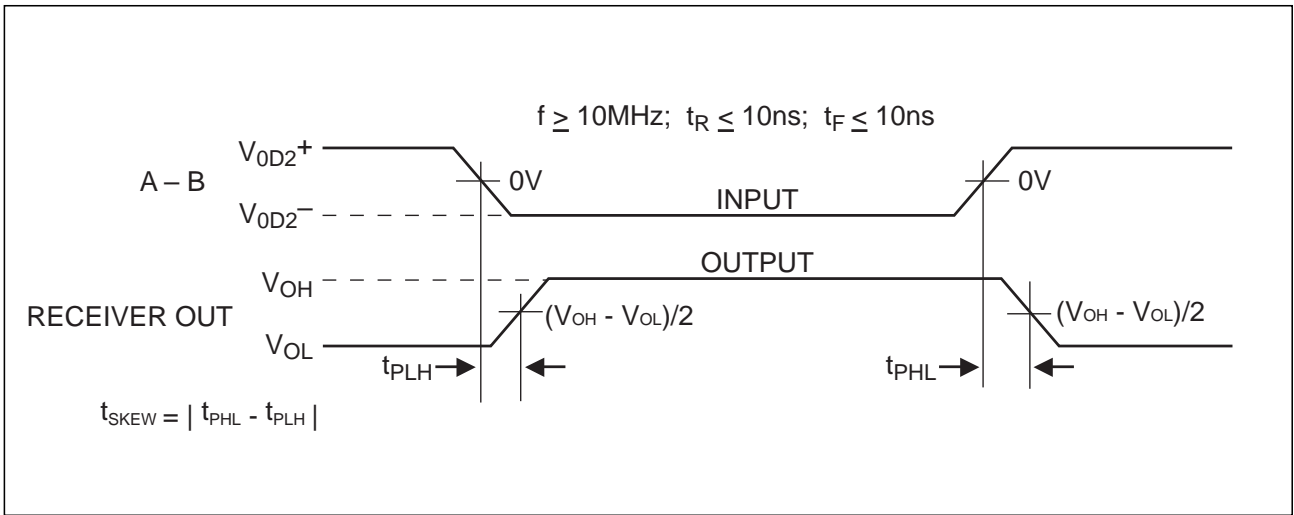 f ≥ 10MHz; tR ≤ 10ns; tF ≤ 10ns
V0D2+
A – B
0V
0V
V0D2–
INPUT
OUTPUT
VOH
RECEIVER OUT
(VOH - VOL)/2
(VOH - VOL)/2
VOL
tPLH
tPHL
tSKEW = | tPHL - tPLH |